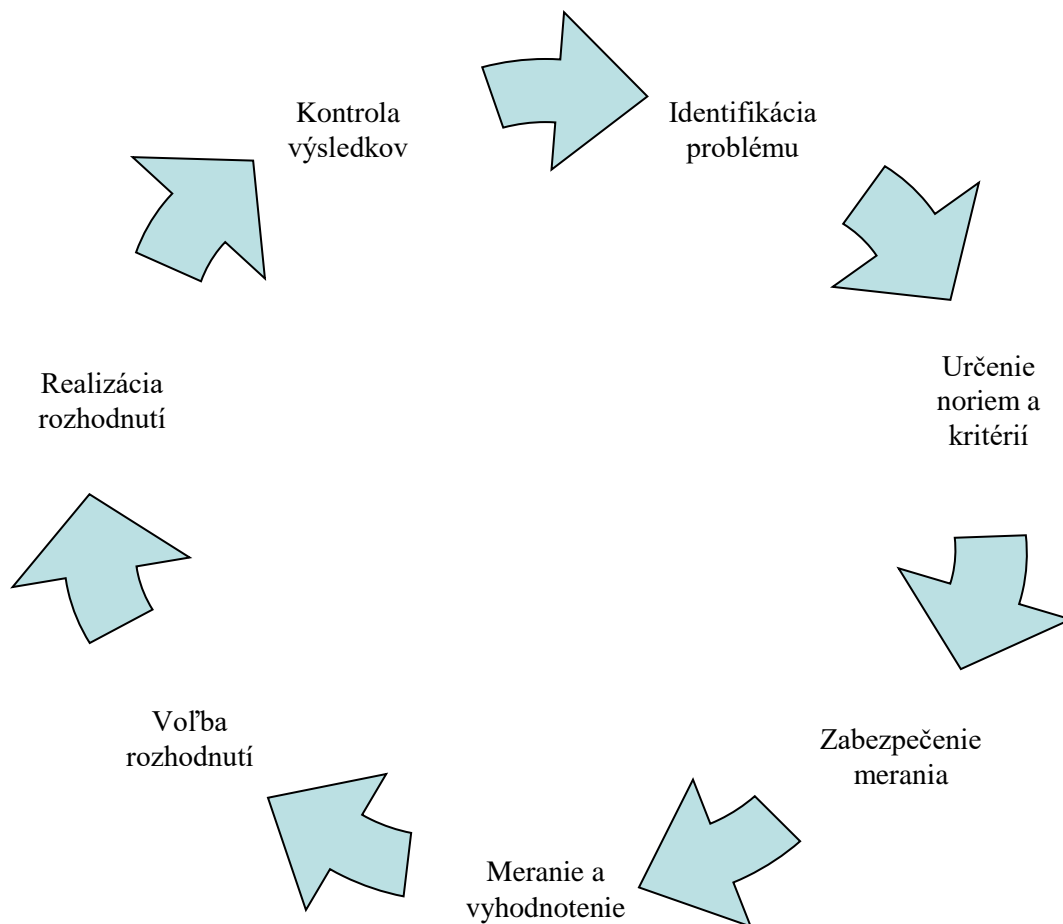 Kontrola
výsledkov
Identifikácia
problému
Určenie
noriem a
kritérií
Zabezpečenie
merania
Meranie a
vyhodnotenie
Voľba
rozhodnutí
Realizácia
rozhodnutí